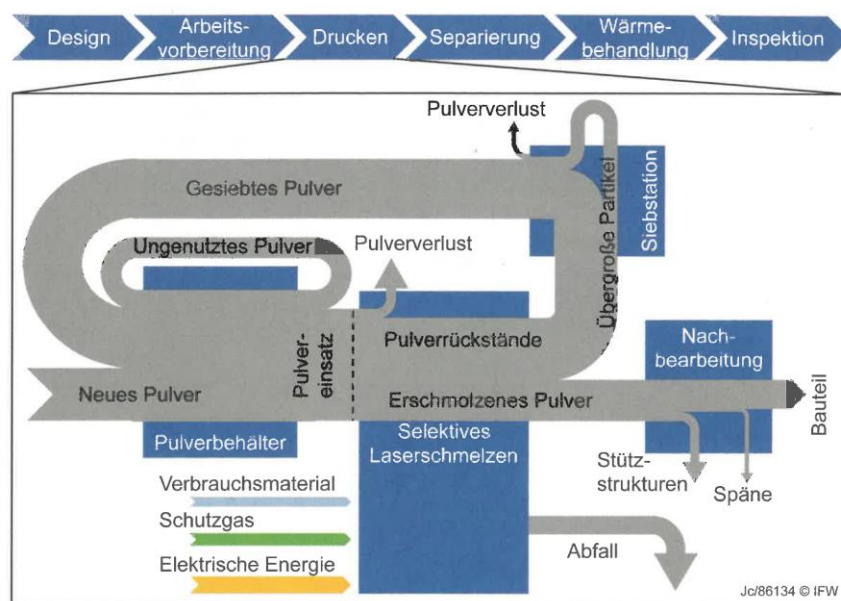 Design
Arbeits-
vorbereitung
Drucken
Separierung
Wärme-
behandlung
Inspektion
Pulververlust
Gesiebtes Pulver
Übergroße Partikel
Siebstation
Ungenutztes Pulver
Pulververlust
Pulver-
einsatz
Pulverrückstände
Nach-
bearbeitung
Neues Pulver
Erschmolzenes Pulver
Bauteil
Pulverbehälter
Selektives
Laserschmelzen
Stütz-
strukturen
Späne
Verbrauchsmaterial
Schutzgas
Elektrische Energie
Abfall
Jc/86134 © IFW